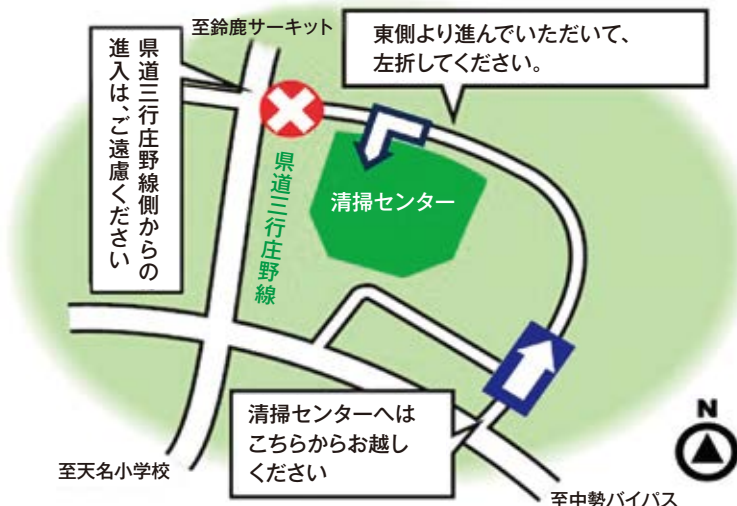 至鈴鹿サーキット
東側より進んでいただいて、
左折してください。
県道三行庄野線側からの
進入は、ご遠慮ください
県道三行庄野線
清掃センター
清掃センターへは
こちらからお越し
ください
N
至天名小学校
至中勢バイパス